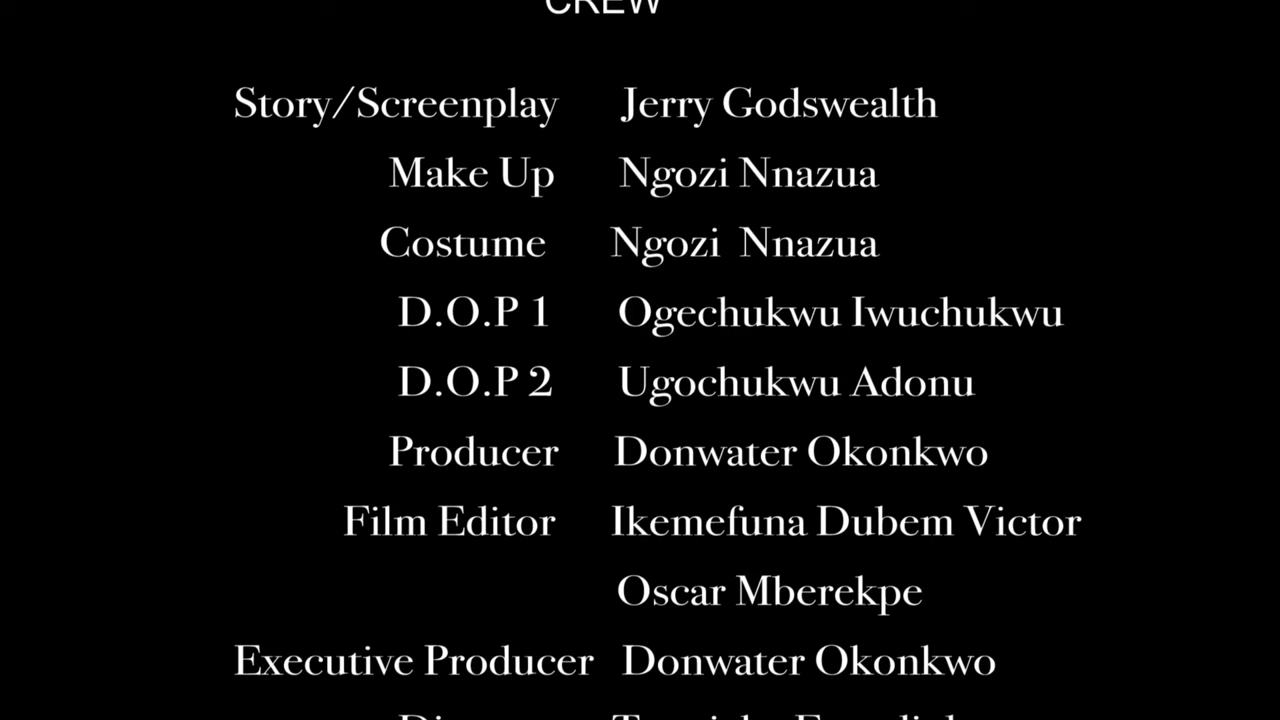 CREW
Story/Screenplay Jerry Godswealth
Make Up Ngozi Nnazua
Costume Ngozi Nnazua
D.O.P 1 Ogechukwu Iwuchukwu
D.O.P 2 Ugochukwu Adonu
Producer Donwater Okonkwo
Film Editor Ikemefuna Dubem Victor
Oscar Mberekpe
Executive Producer Donwater Okonkwo